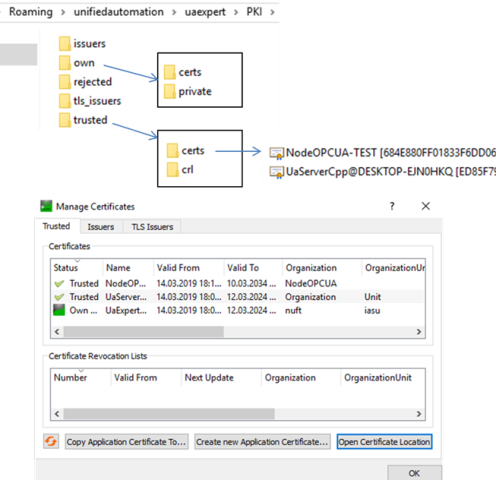 Roaming > unifiedautomation > uaexpert > PKI >
issuers
own
rejected
tls_issuers
trusted
certs
private
certs
crl
NodeOPCUA-TEST [684E880FF01833F6DD06
UaServerCpp@DESKTOP-EJN0HKQ [ED85F79
Manage Certificates ? X
Trusted Issuers TLS Issuers
Certificates
Status Name Valid From Valid To Organization OrganizationUr
Trusted NodeOP... 14.03.2019 18:1... 10.03.2034 ... NodeOPCUA
Trusted UaServer... 14.03.2019 18:0... 12.03.2024 ... Organization Unit
Own ... UaExpert... 14.03.2019 18:0... 12.03.2024 ... nuft iasu
Certificate Revocation Lists
Number Valid From Next Update Organization OrganizationUnit
Copy Application Certificate To... Create new Application Certificate... Open Certificate Location
OK